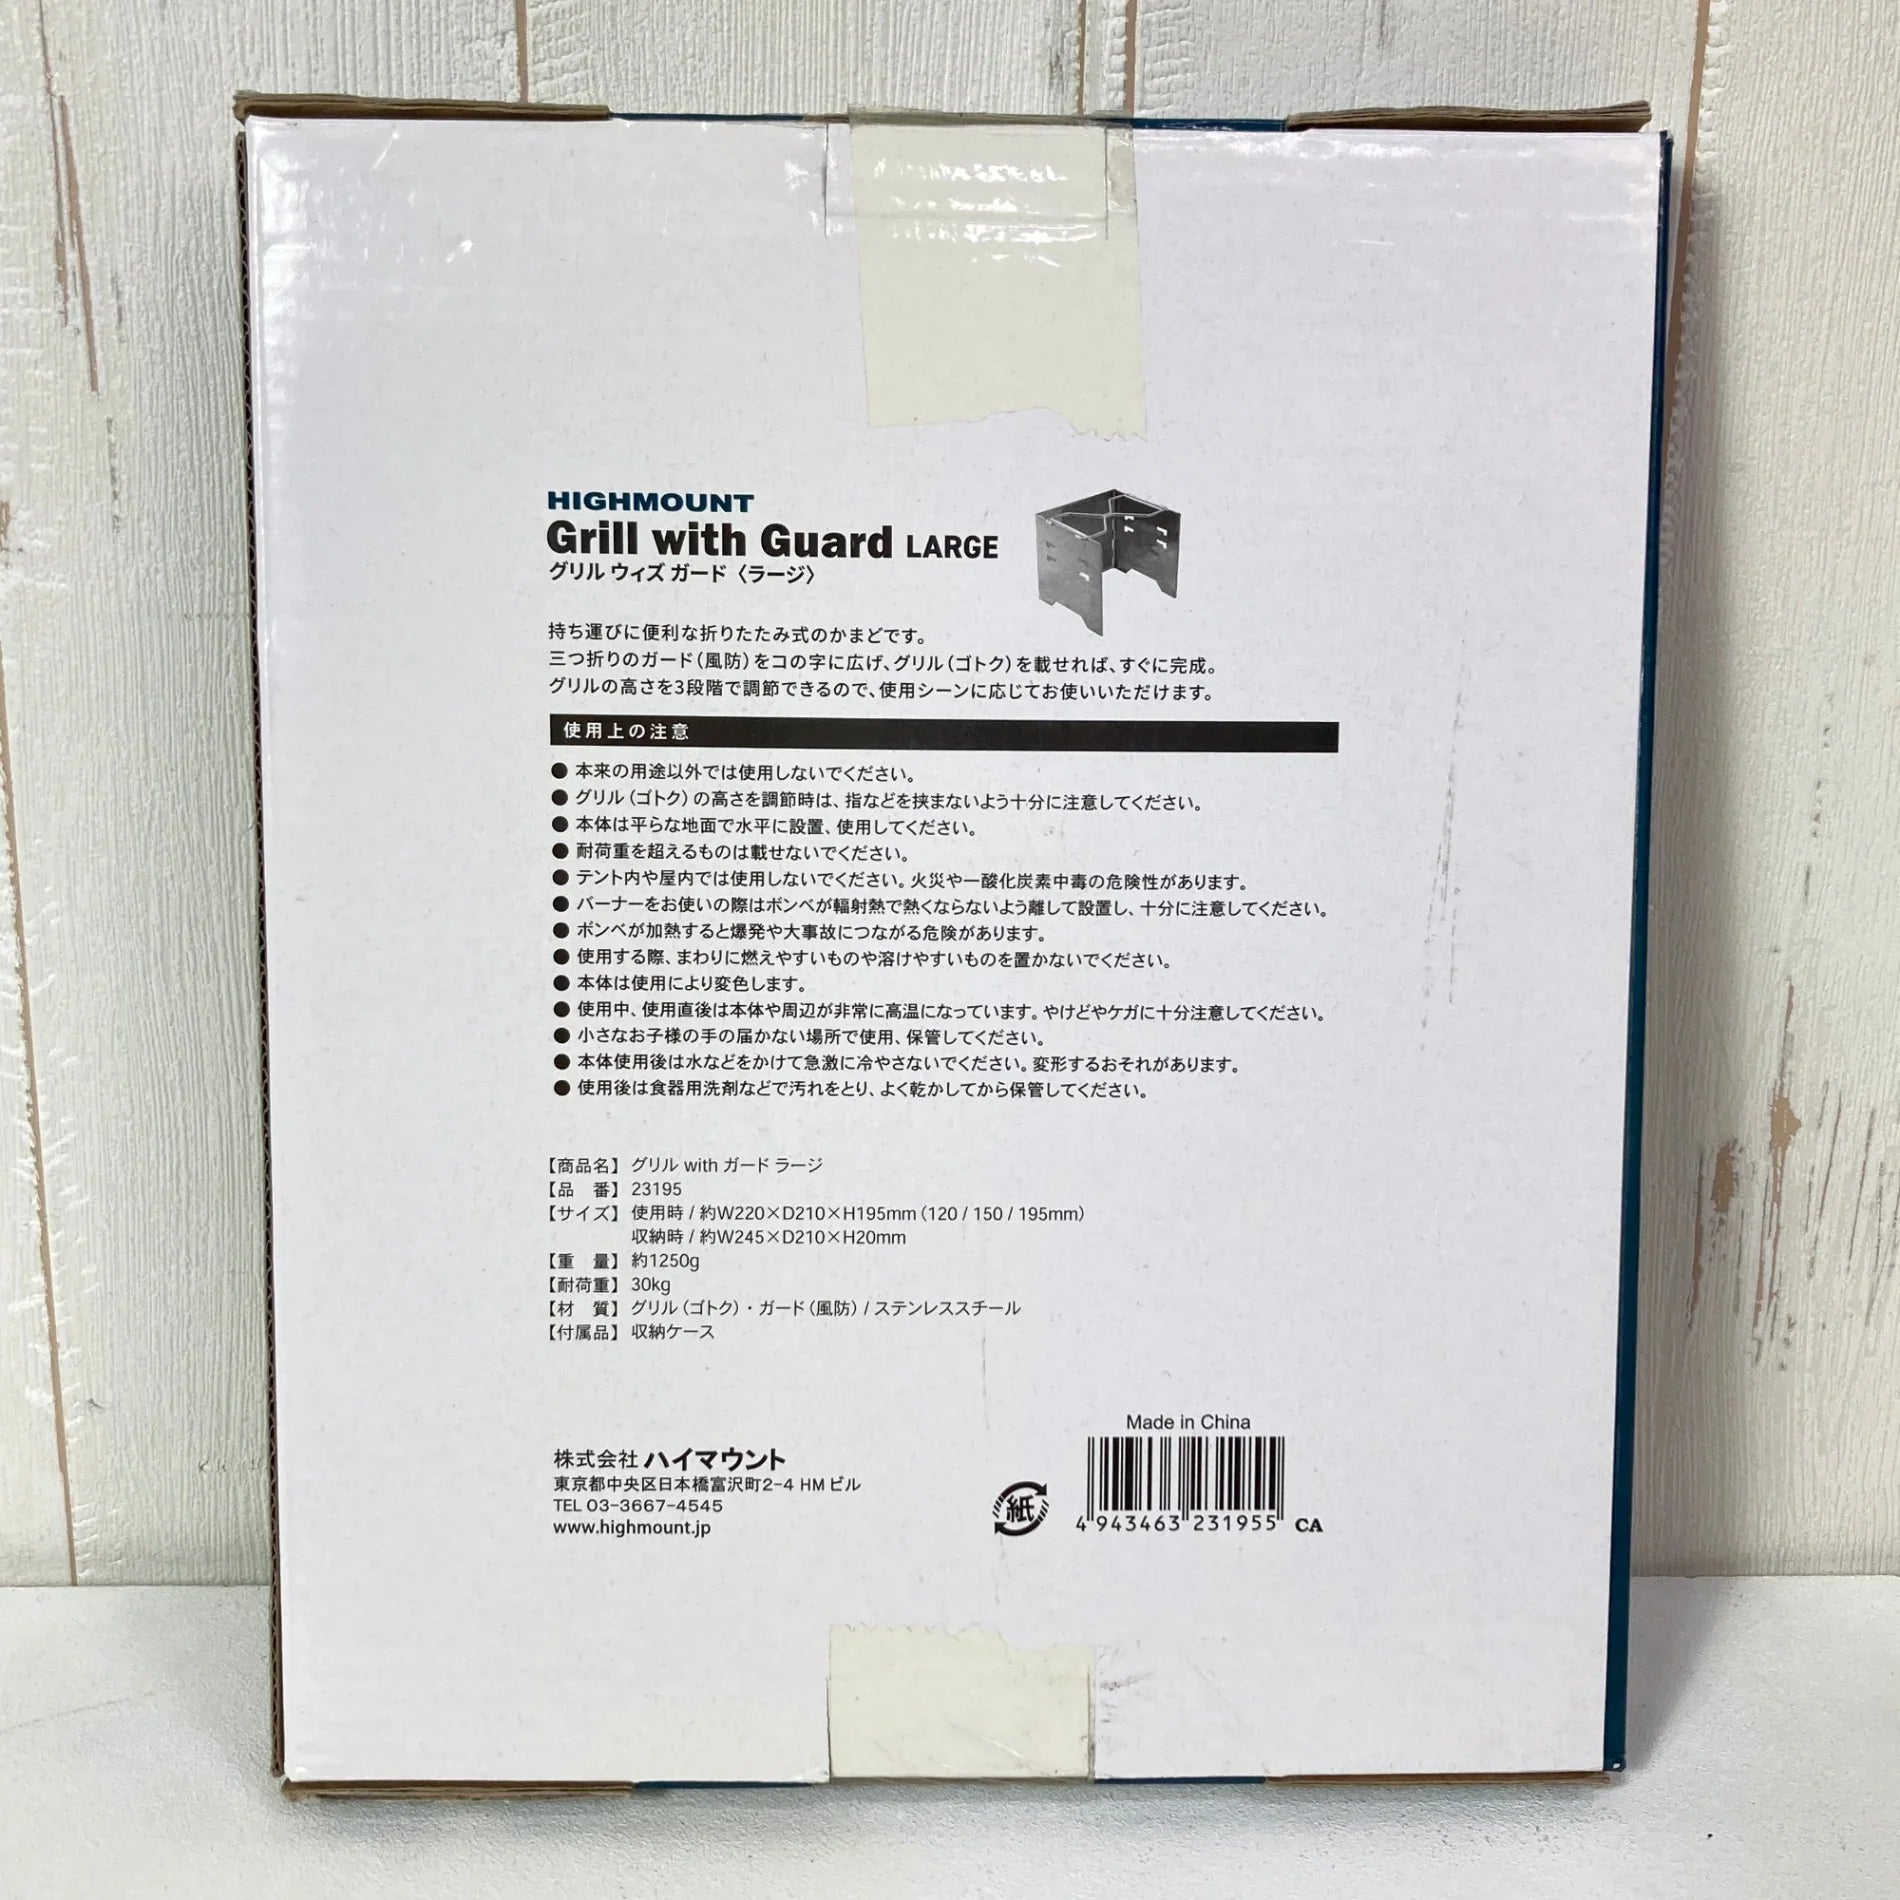 HIGHMOUNT
Grill with Guard LARGE
グリル ウィズ ガード〈ラージ〉
持ち運びに便利な折りたたみ式のかまどです。
三つ折りのガード（風防）をコの字に広げ、グリル（ゴトク）を載せれば、すぐに完成。
グリルの高さを3段階で調節できるので、使用シーンに応じてお使いいただけます。
使用上の注意
● 本来の用途以外では使用しないでください。
● グリル（ゴトク）の高さを調節時は、指などを挟まないよう十分に注意してください。
● 本体は平らな地面で水平に設置、使用してください。
● 耐荷重を超えるものは載せないでください。
● テント内や屋内では使用しないでください。火災や一酸化炭素中毒の危険性があります。
● バーナーをお使いの際はボンベが輻射熱で熱くならないよう離して設置し、十分に注意してください。
● ボンベが加熱すると爆発や大事故につながる危険があります。
● 使用する際、まわりに燃えやすいものや溶けやすいものを置かないでください。
● 本体は使用により変色します。
● 使用中、使用直後は本体や周辺が非常に高温になっています。やけどやケガに十分注意してください。
● 小さなお子様の手の届かない場所で使用、保管してください。
● 本体使用後は水などをかけて急激に冷やさないでください。変形するおそれがあります。
● 使用後は食器用洗剤などで汚れをとり、よく乾かしてから保管してください。
【商品名】 グリル with ガード ラージ
【品　番】 23195
【サイズ】 使用時 / 約W220×D210×H195mm（120 / 150 / 195mm）
収納時 / 約W245×D210×H20mm
【重　量】 約1250g
【耐荷重】 30kg
【材　質】 グリル（ゴトク）・ガード（風防）/ ステンレススチール
【付属品】 収納ケース
株式会社 ハイマウント
東京都中央区日本橋富沢町2-4 HM ビル
TEL 03-3667-4545
www.highmount.jp
紙
Made in China
4 943463 231955 CA